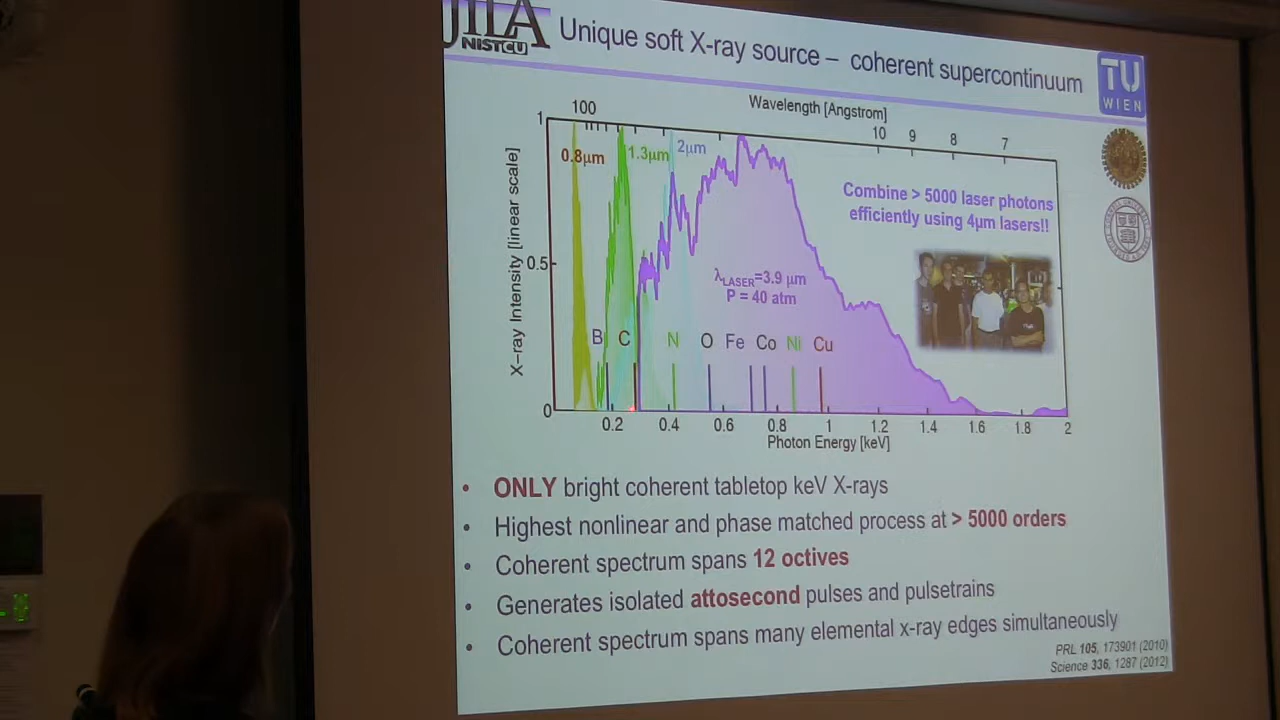 JILA
NIST CU
Unique soft X-ray source – coherent supercontinuum
TU
WIEN
Wavelength [Angstrom]
100
10 9 8 7
1
0.8μm 1.3μm 2μm
Combine > 5000 laser photons
efficiently using 4μm lasers!!
X-ray Intensity [linear scale]
0.5
λLASER=3.9 μm
P = 40 atm
B C N O Fe Co Ni Cu
0
0.2 0.4 0.6 0.8 1 1.2 1.4 1.6 1.8 2
Photon Energy [keV]
• ONLY bright coherent tabletop keV X-rays
• Highest nonlinear and phase matched process at > 5000 orders
• Coherent spectrum spans 12 octives
• Generates isolated attosecond pulses and pulsetrains
• Coherent spectrum spans many elemental x-ray edges simultaneously
PRL 105, 173901 (2010)
Science 336, 1287 (2012)